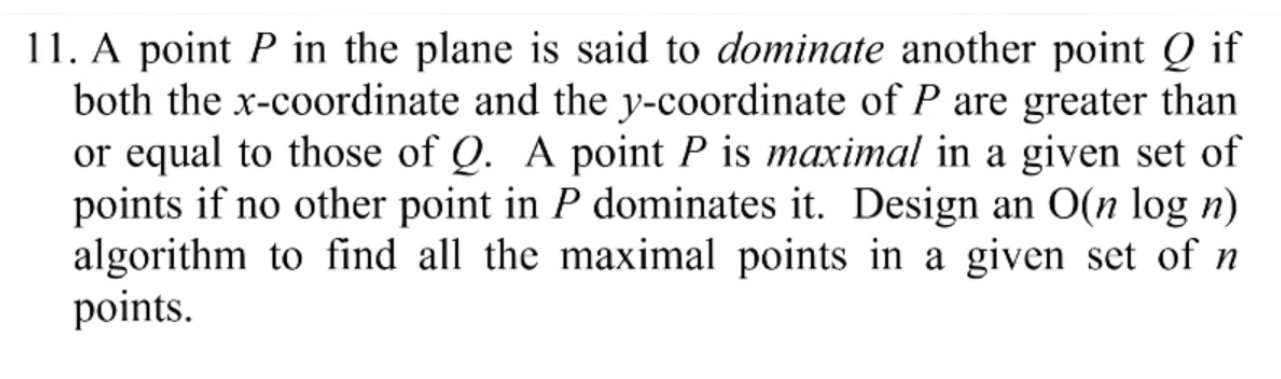 11. A point P in the plane is said to dominate another point Q if
both the x-coordinate and the y-coordinate of P are greater than
or equal to those of Q. A point P is maximal in a given set of
points if no other point in P dominates it. Design an O(n log n)
algorithm to find all the maximal points in a given set of n
points.